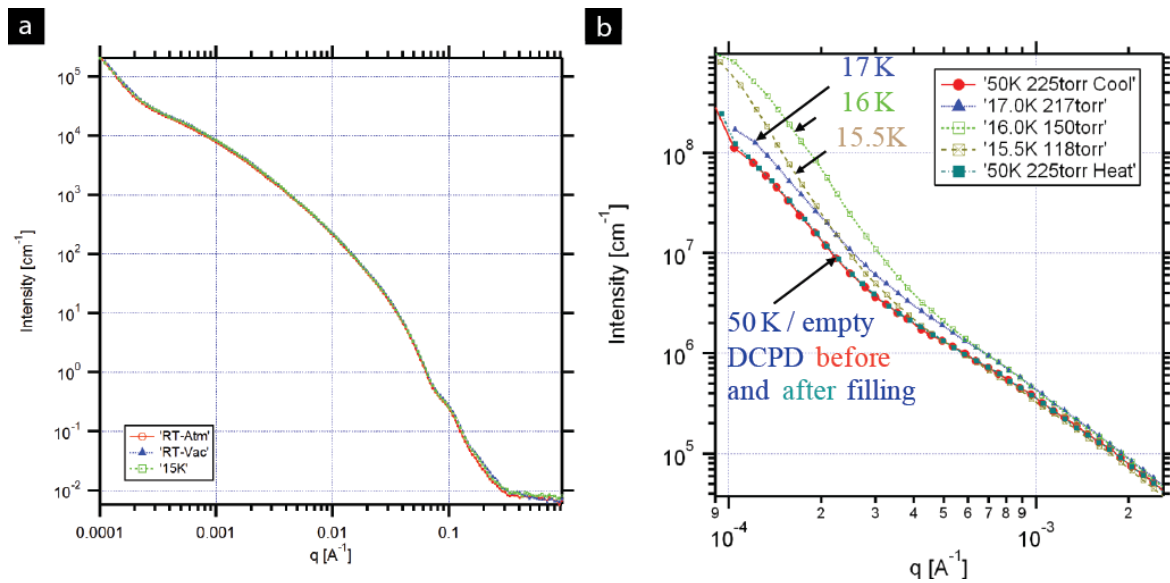 a
10^5
10^4
10^3
10^2
10^1
10^0
10^-1
10^-2
Intensity [cm^-1]
'RT-Atm'
'RT-Vac'
'15K'
0.0001
0.001
0.01
0.1
q [A^-1]
b
17 K
16 K
15.5K
'50K 225torr Cool'
'17.0K 217torr'
'16.0K 150torr'
'15.5K 118torr'
'50K 225torr Heat'
10^8
10^7
10^6
10^5
Intensity [cm^-1]
50 K / empty
DCPD before
and after filling
9
2
3
4
5
6
7
8
9
2
10^-4
10^-3
q [A^-1]